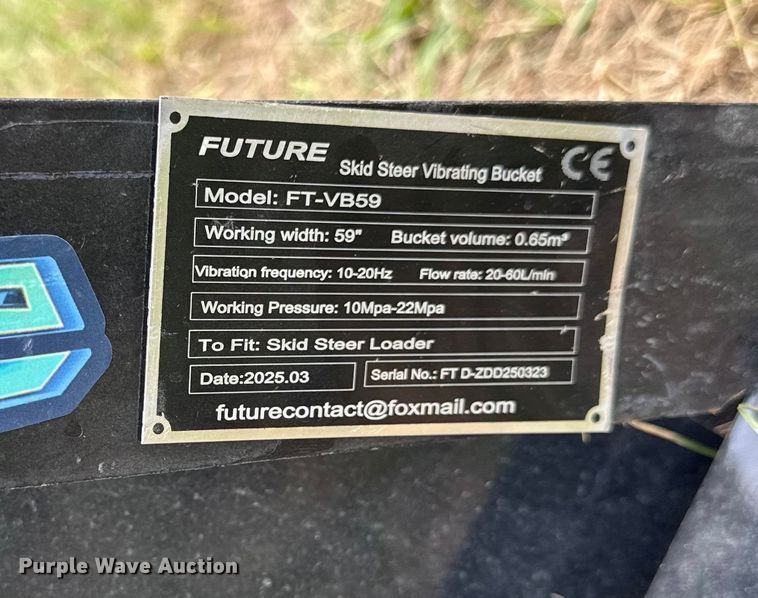 FUTURE
Skid Steer Vibrating Bucket CE
Model: FT-VB59
Working width: 59" Bucket volume: 0.65m³
Vibration frequency: 10-20Hz Flow rate: 20-60L/min
Working Pressure: 10Mpa-22Mpa
To Fit: Skid Steer Loader
Date:2025.03 Serial No.: FT D-ZDD250323
futurecontact@foxmail.com
Purple Wave Auction